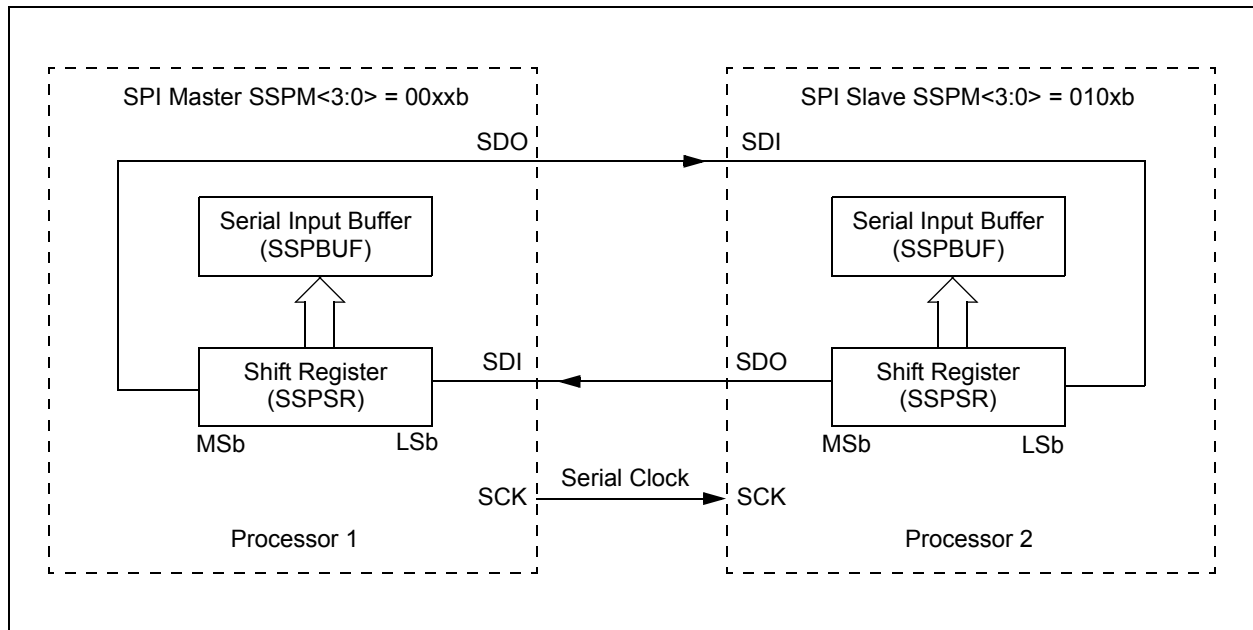 SPI Master SSPM<3:0> = 00xxb
SPI Slave SSPM<3:0> = 010xb
SDO
SDI
Serial Input Buffer
(SSPBUF)
Serial Input Buffer
(SSPBUF)
Shift Register
(SSPSR)
SDI
SDO
Shift Register
(SSPSR)
MSb
LSb
MSb
LSb
SCK
Serial Clock
SCK
Processor 1
Processor 2